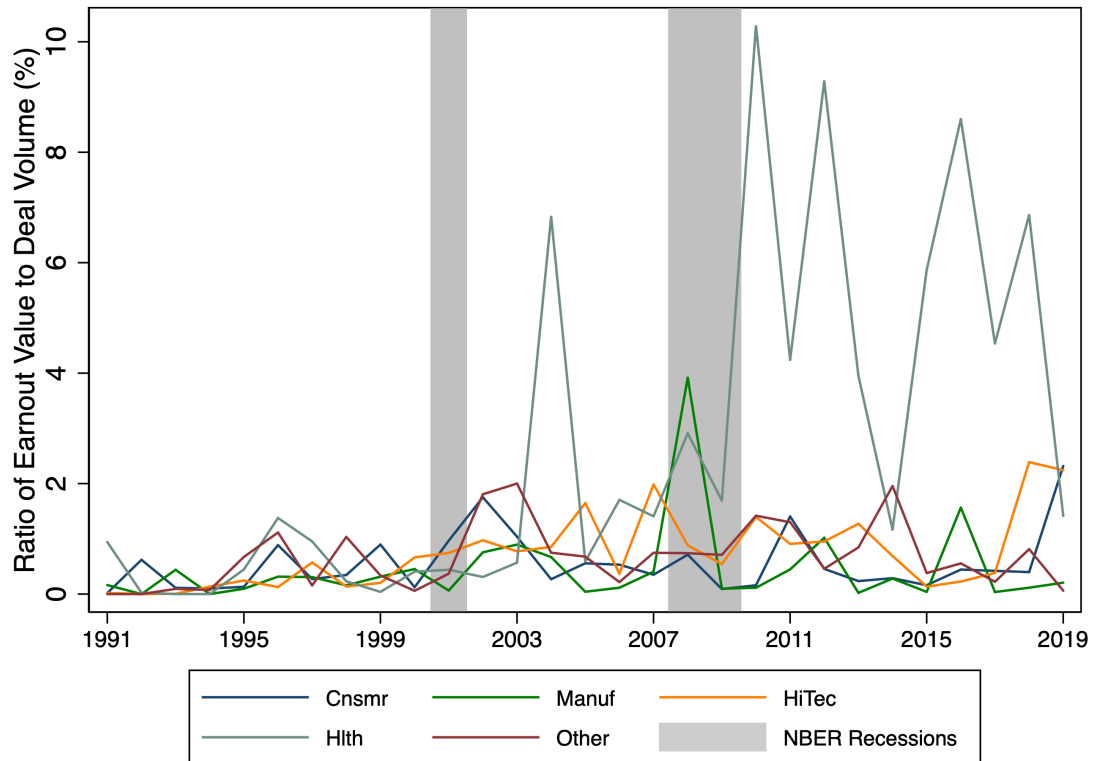 Ratio of Earnout Value to Deal Volume (%)
10
8
6
4
2
0
1991 1995 1999 2003 2007 2011 2015 2019
Cnsmr Manuf HiTec
Hlth Other NBER Recessions